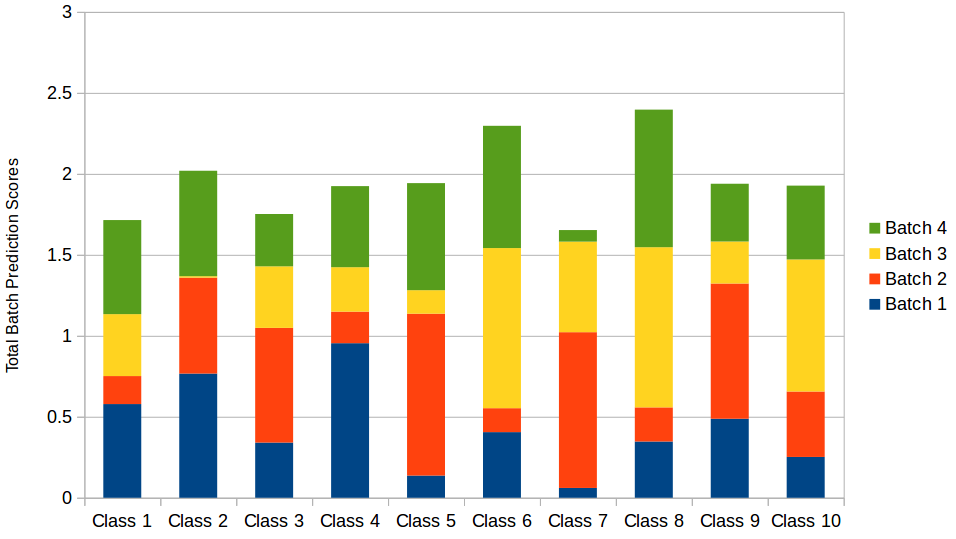 3
2.5
2
1.5
1
0.5
0
Total Batch Prediction Scores
Class 1 Class 2 Class 3 Class 4 Class 5 Class 6 Class 7 Class 8 Class 9 Class 10
Batch 4
Batch 3
Batch 2
Batch 1